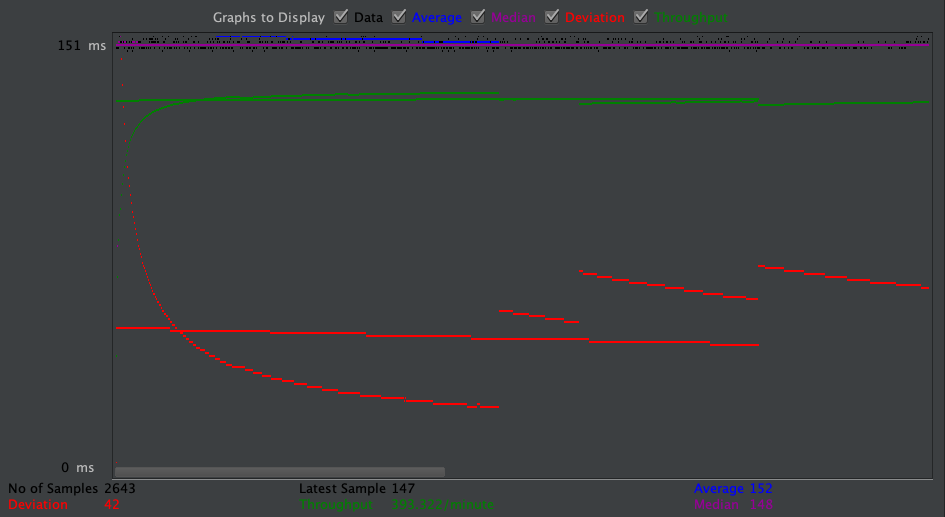 Graphs to Display Data Average Median Deviation Throughput
151 ms
0 ms
No of Samples 2643 Latest Sample 147 Average 152
Deviation 42 Throughput 393.322/minute Median 148